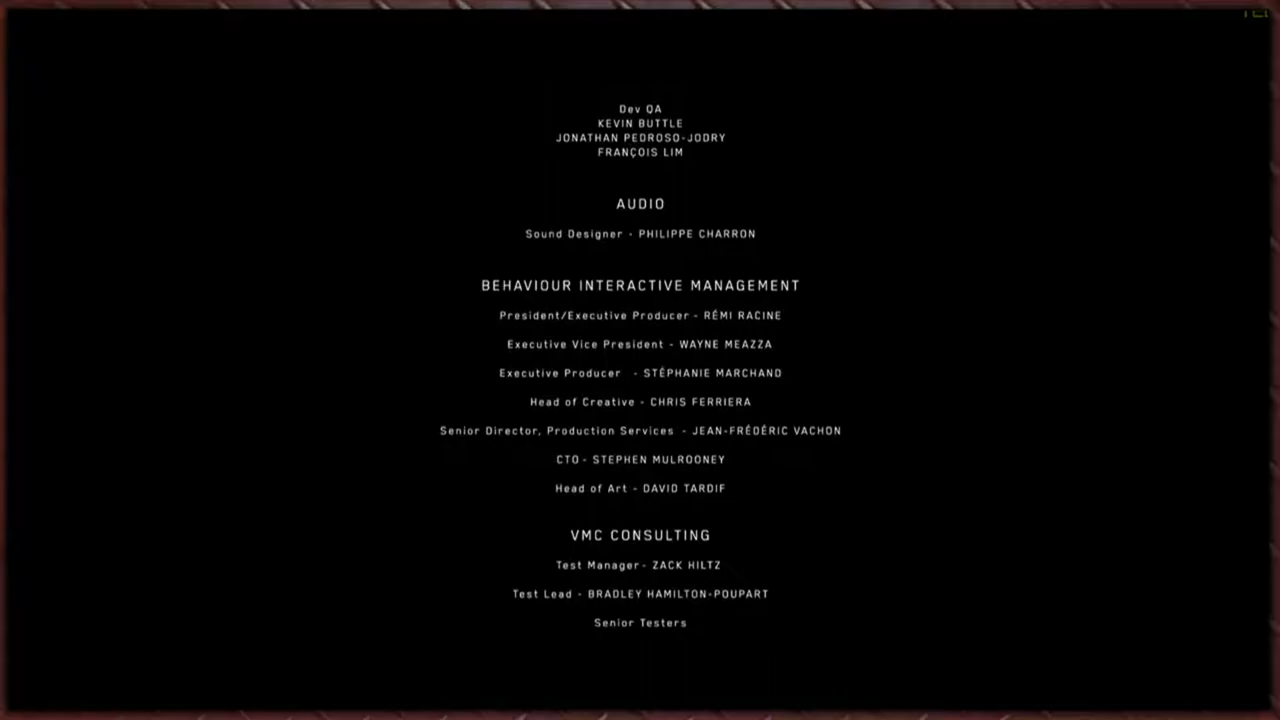 Dev QA
KEVIN BUTTLE
JONATHAN PEDROSO-JODRY
FRANÇOIS LIM
AUDIO
Sound Designer - PHILIPPE CHARRON
BEHAVIOUR INTERACTIVE MANAGEMENT
President/Executive Producer - RÉMI RACINE
Executive Vice President - WAYNE MEAZZA
Executive Producer - STÉPHANIE MARCHAND
Head of Creative - CHRIS FERRIERA
Senior Director, Production Services - JEAN-FRÉDÉRIC VACHON
CTO - STEPHEN MULROONEY
Head of Art - DAVID TARDIF
VMC CONSULTING
Test Manager- ZACK HILTZ
Test Lead - BRADLEY HAMILTON-POUPART
Senior Testers